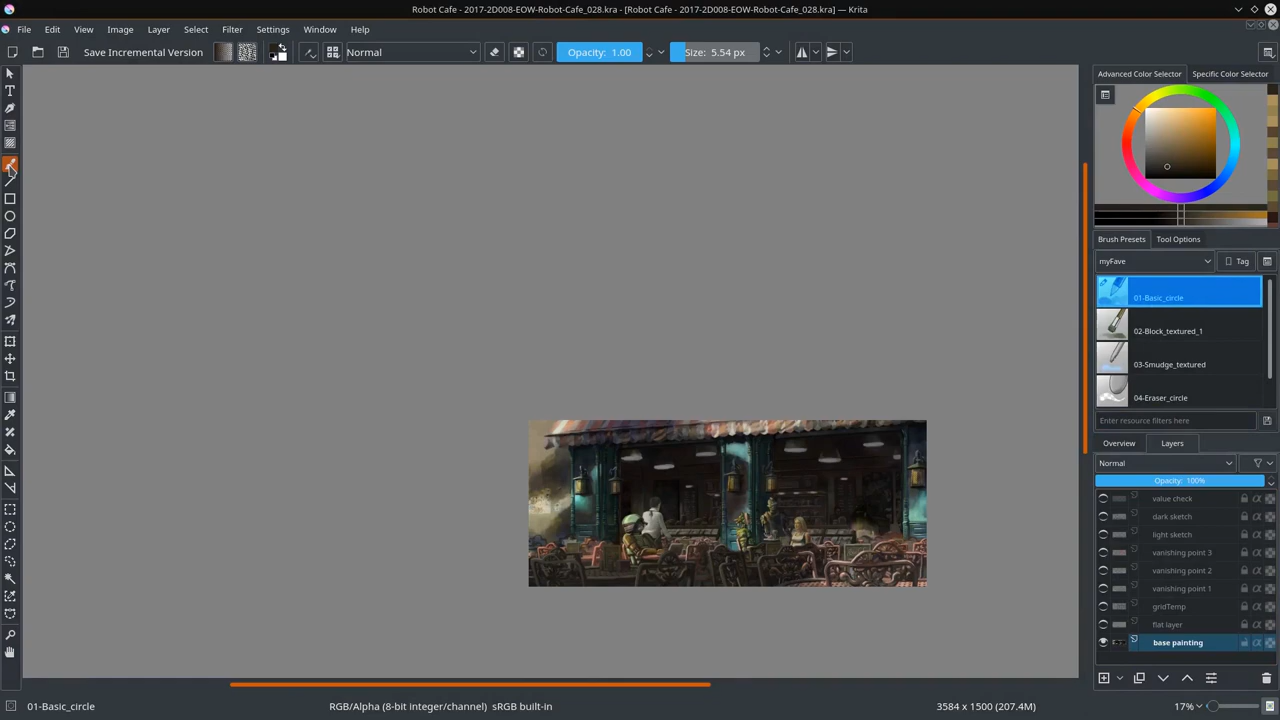 Robot Cafe - 2017-2D008-EOW-Robot-Cafe_028.kra - [Robot Cafe - 2017-2D008-EOW-Robot-Cafe_028.kra] — Krita
File Edit View Image Layer Select Filter Settings Window Help
Save Incremental Version Normal Opacity: 1.00 Size: 5.54 px
Advanced Color Selector Specific Color Selector
Brush Presets Tool Options
myFave Tag
01-Basic_circle
02-Block_textured_1
03-Smudge_textured
04-Eraser_circle
Enter resource filters here
Overview Layers
Normal
Opacity: 100%
value check
dark sketch
light sketch
vanishing point 3
vanishing point 2
vanishing point 1
gridTemp
flat layer
base painting
01-Basic_circle RGB/Alpha (8-bit integer/channel) sRGB built-in 3584 x 1500 (207.4M) 17%